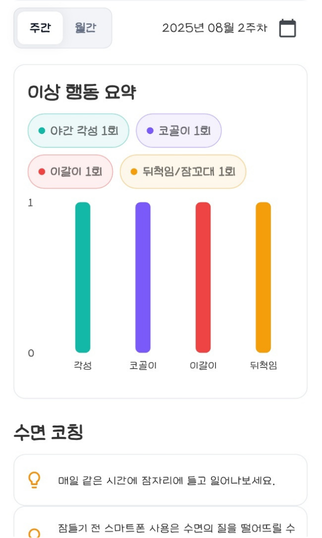 주간 월간 2025년 08월 2주차
이상 행동 요약
야간 각성 1회 코골이 1회
이갈이 1회 뒤척임/잠꼬대 1회
1
0
각성 코골이 이갈이 뒤척임
수면 코칭
매일 같은 시간에 잠자리에 들고 일어나보세요.
잠들기 전 스마트폰 사용은 수면의 질을 떨어뜨릴 수